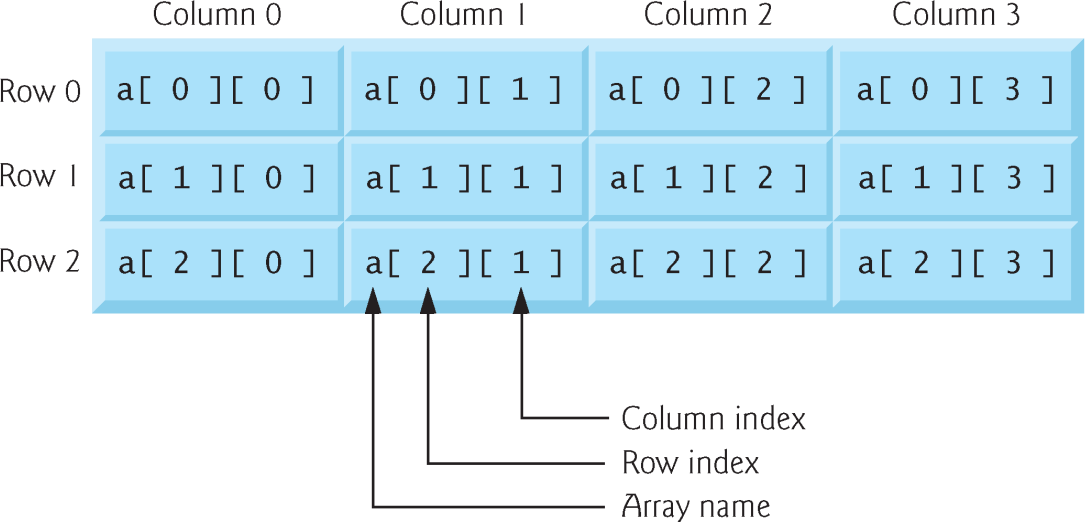 Column 0 Column 1 Column 2 Column 3
Row 0 a[ 0 ][ 0 ] a[ 0 ][ 1 ] a[ 0 ][ 2 ] a[ 0 ][ 3 ]
Row 1 a[ 1 ][ 0 ] a[ 1 ][ 1 ] a[ 1 ][ 2 ] a[ 1 ][ 3 ]
Row 2 a[ 2 ][ 0 ] a[ 2 ][ 1 ] a[ 2 ][ 2 ] a[ 2 ][ 3 ]
Column index
Row index
Array name